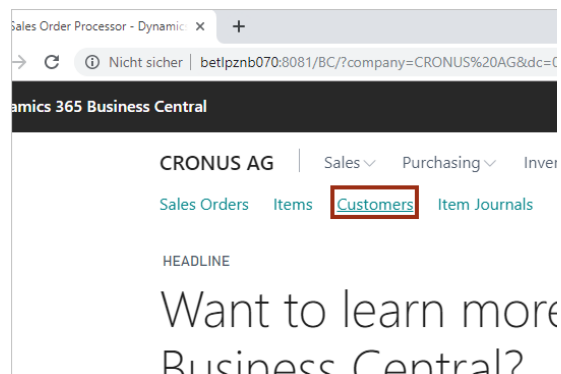 Sales Order Processor - Dynamic
Nicht sicher | betlpznb070:8081/BC/?company=CRONUS%20AG&dc=0
amics 365 Business Central
CRONUS AG Sales Purchasing Inver
Sales Orders Items Customers Item Journals
HEADLINE
Want to learn more
Business Central?